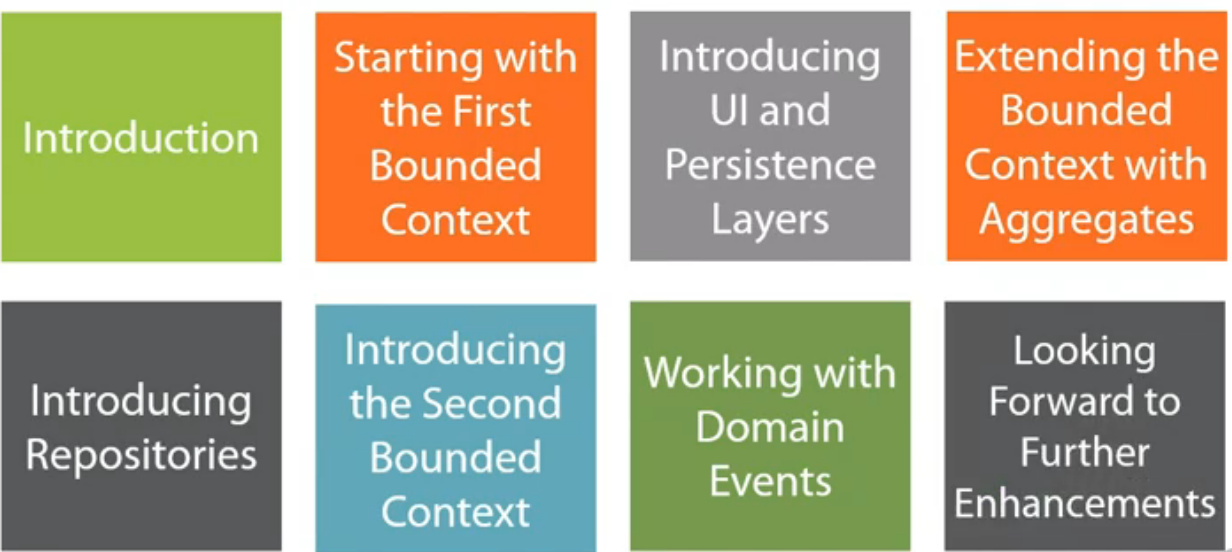 Introduction
Starting with
the First
Bounded
Context
Introducing
UI and
Persistence
Layers
Extending the
Bounded
Context with
Aggregates
Introducing
Repositories
Introducing
the Second
Bounded
Context
Working with
Domain
Events
Looking
Forward to
Further
Enhancements